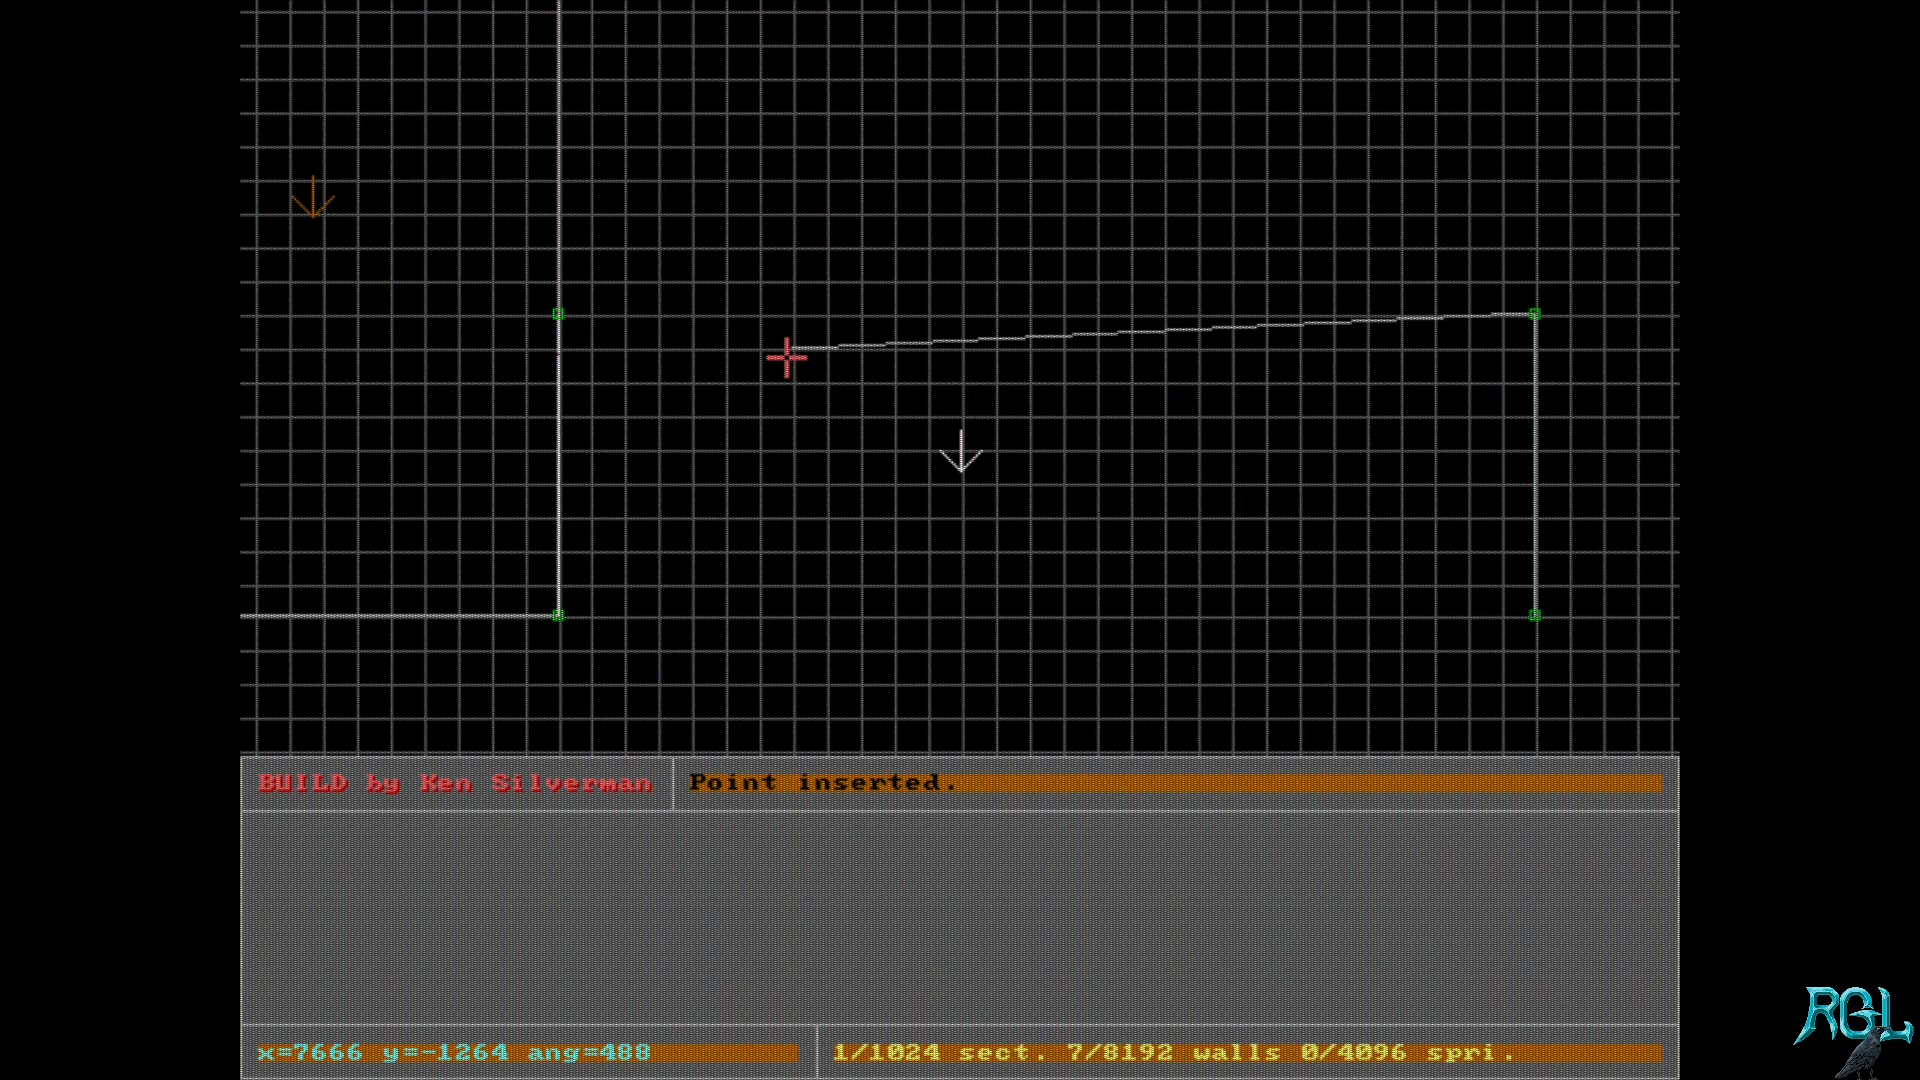 BUILD by Ken Silverman
Point inserted.
x=7666 y=-1264 ang=488
1/1024 sect. 7/8192 walls 0/4096 spri.
RGL